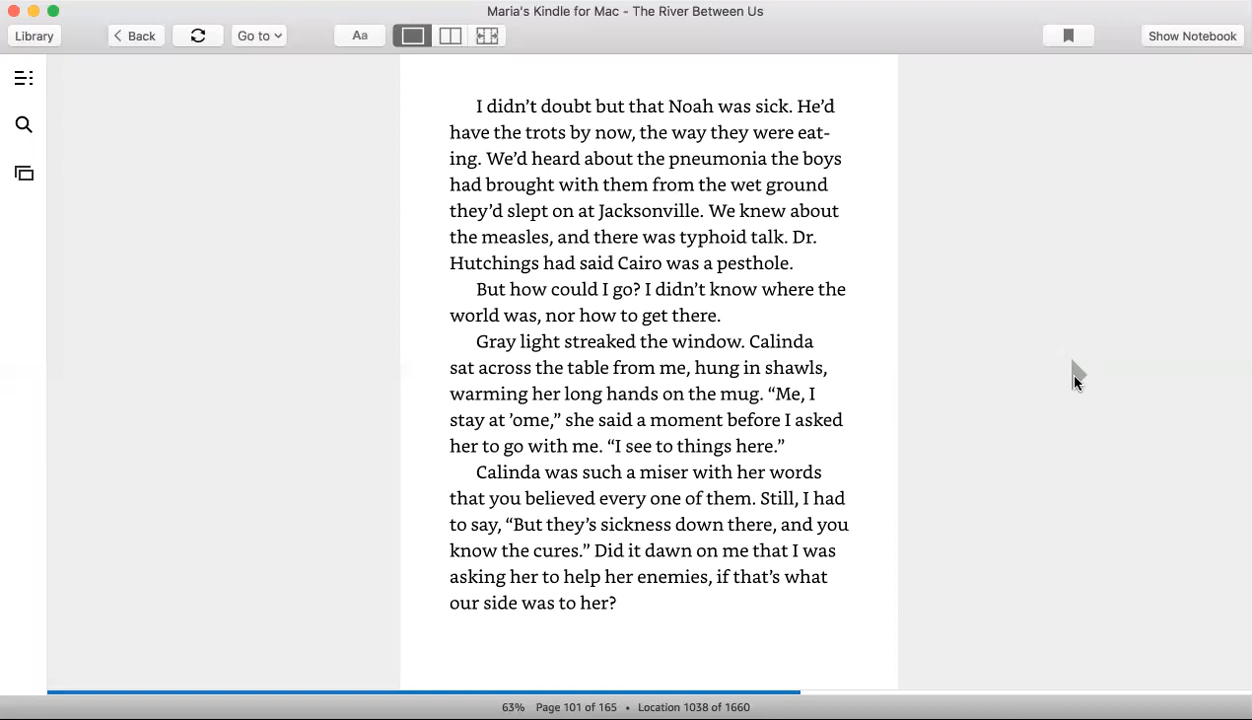 Maria's Kindle for Mac - The River Between Us
Library
Back
Go to
Aa
Show Notebook
I didn’t doubt but that Noah was sick. He’d
have the trots by now, the way they were eat-
ing. We’d heard about the pneumonia the boys
had brought with them from the wet ground
they’d slept on at Jacksonville. We knew about
the measles, and there was typhoid talk. Dr.
Hutchings had said Cairo was a pesthole.
But how could I go? I didn’t know where the
world was, nor how to get there.
Gray light streaked the window. Calinda
sat across the table from me, hung in shawls,
warming her long hands on the mug. “Me, I
stay at ’ome,” she said a moment before I asked
her to go with me. “I see to things here.”
Calinda was such a miser with her words
that you believed every one of them. Still, I had
to say, “But they’s sickness down there, and you
know the cures.” Did it dawn on me that I was
asking her to help her enemies, if that’s what
our side was to her?
63% Page 101 of 165 • Location 1038 of 1660